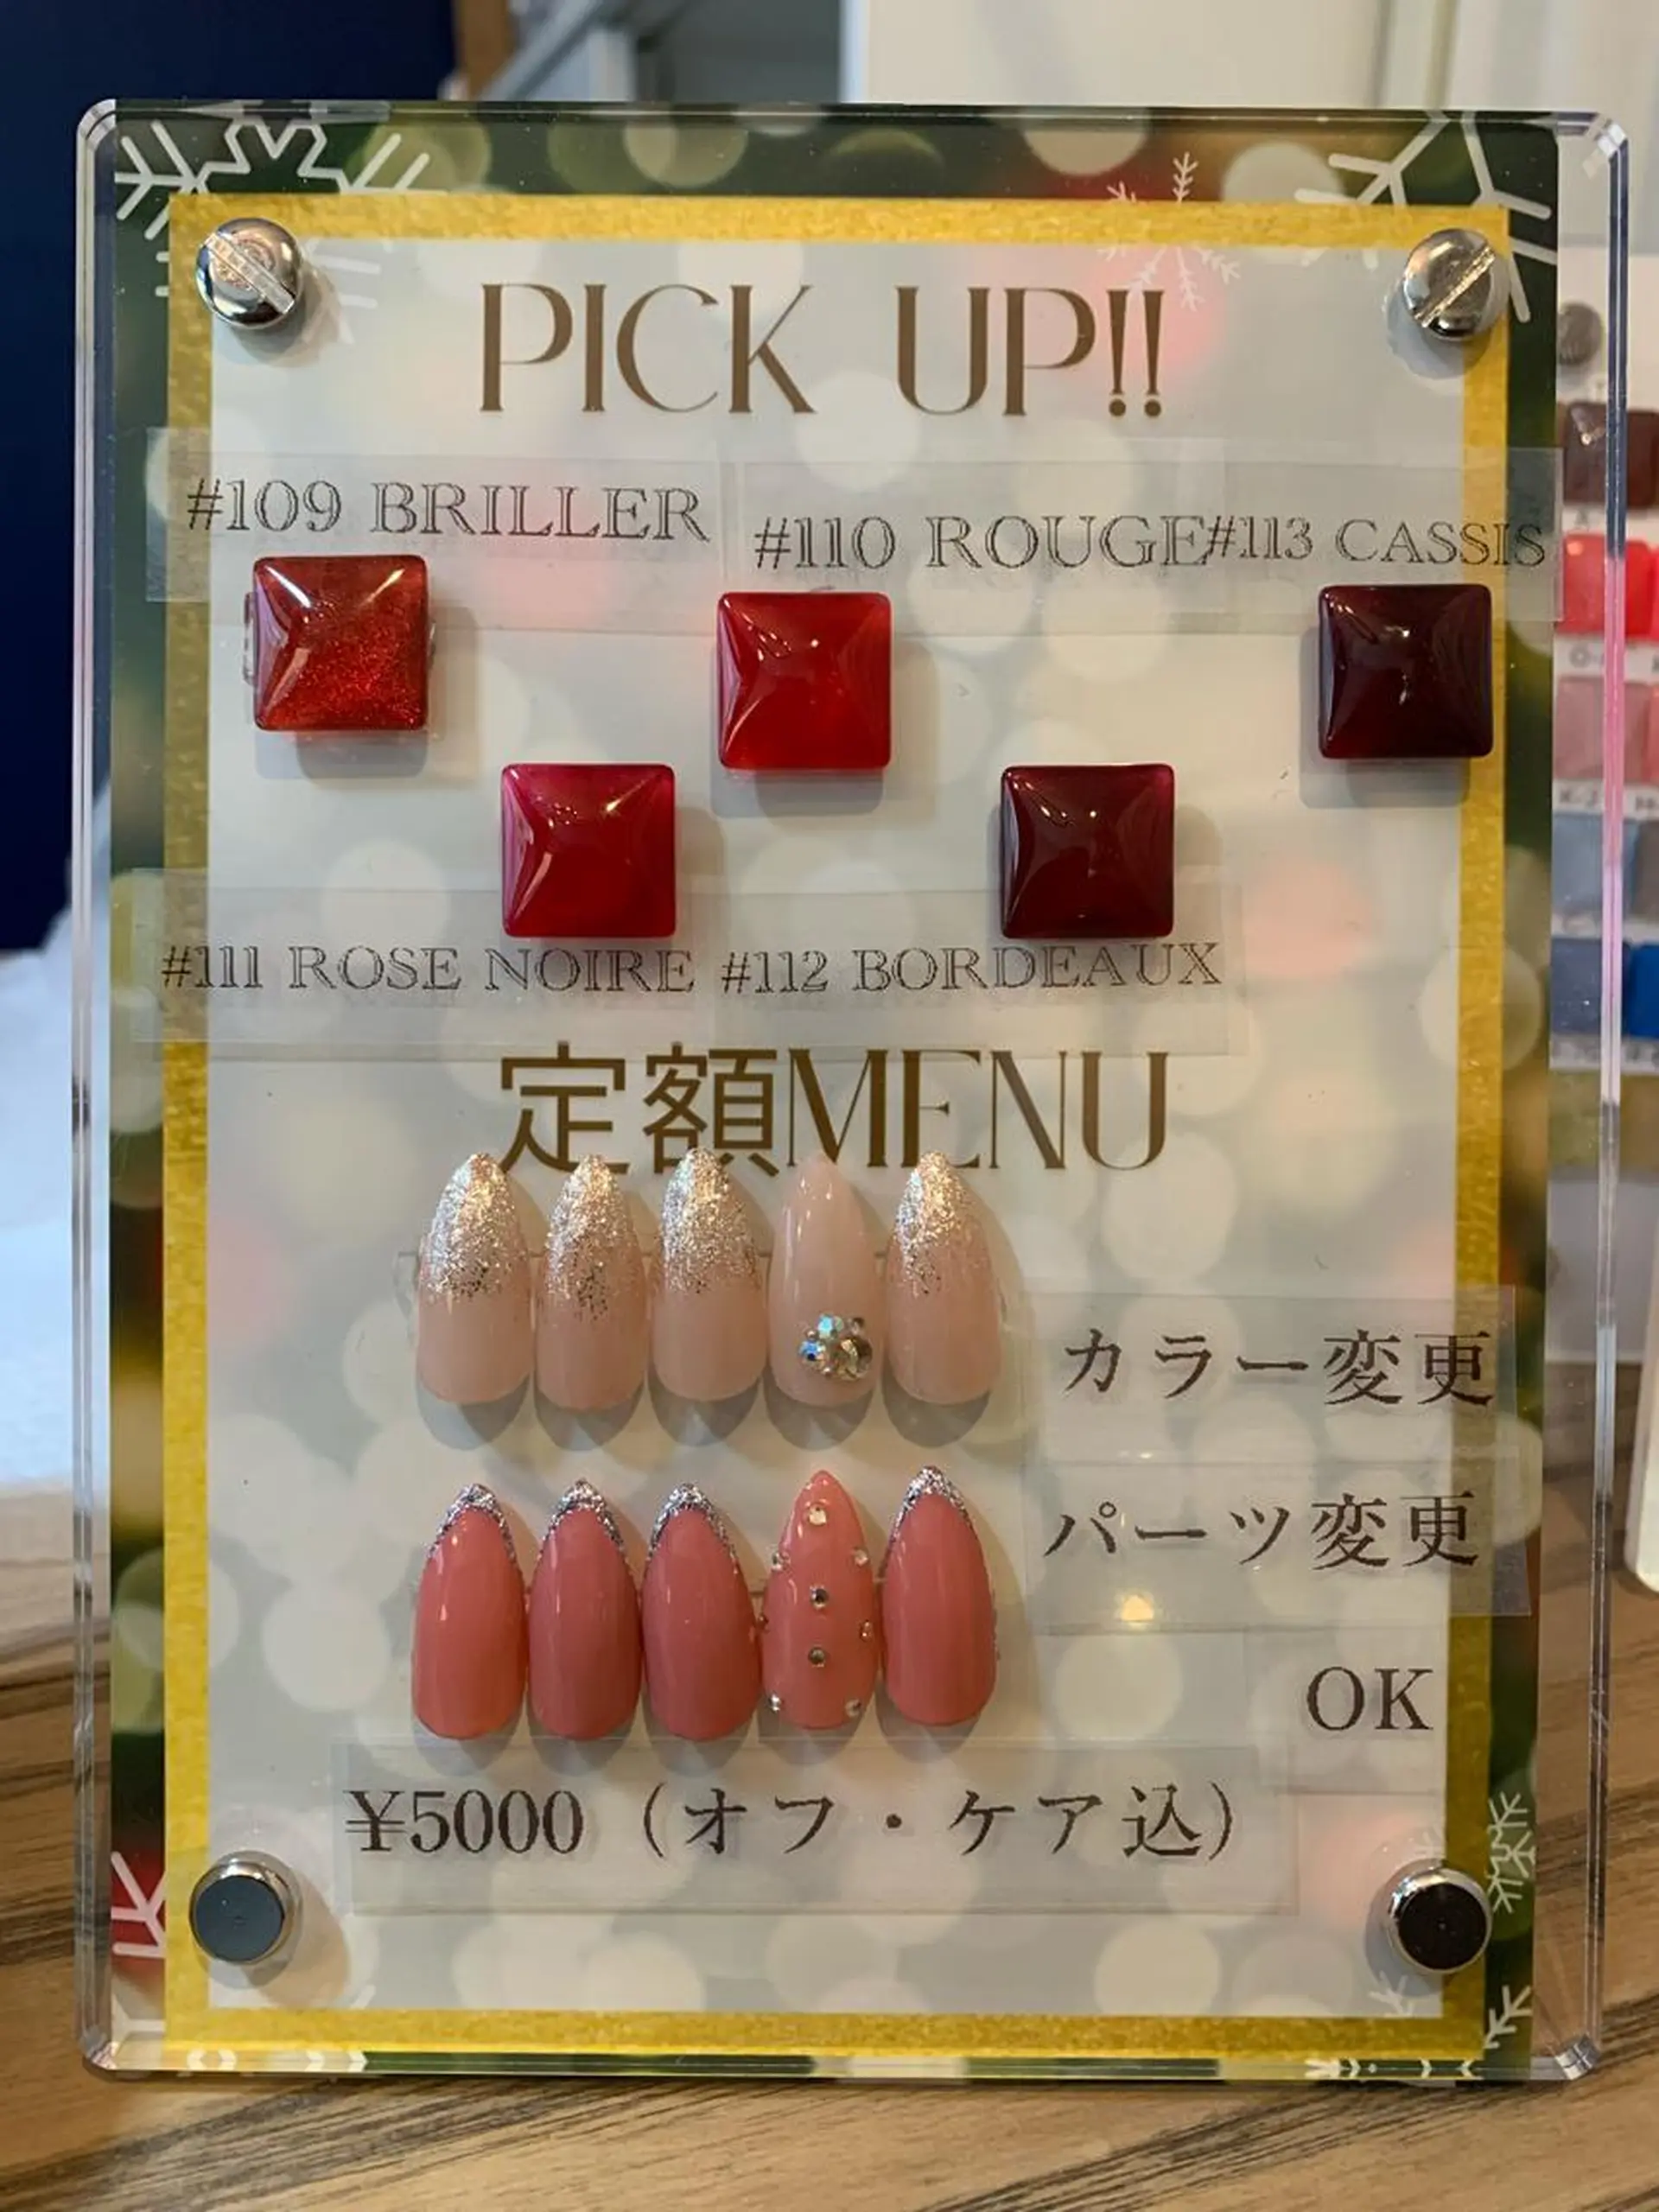 PICK UP!!
#109 BRILLER
#110 ROUGE
#113 CASSIS
#111 ROSE NOIRE
#112 BORDEAUX
定額MENU
カラー変更
パーツ変更
OK
¥5000（オフ・ケア込）